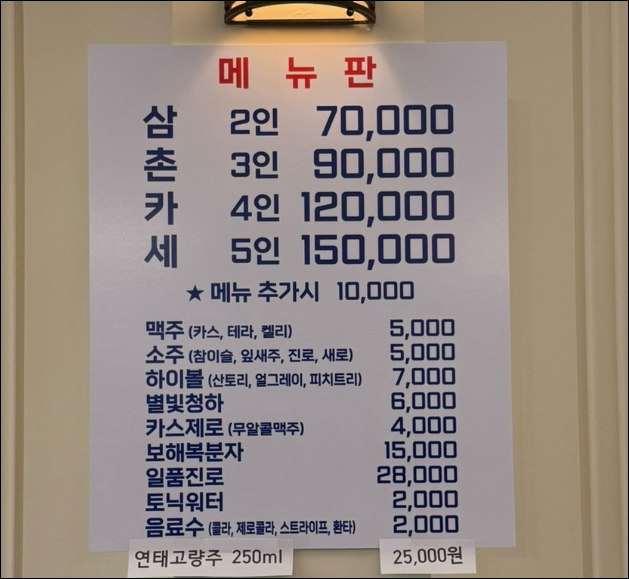 메뉴판
삼 2인 70,000
촌 3인 90,000
카 4인 120,000
세 5인 150,000
★ 메뉴 추가시 10,000
맥주 (카스, 테라, 켈리) 5,000
소주 (참이슬, 잎새주, 진로, 새로) 5,000
하이볼 (산토리, 얼그레이, 피치트리) 7,000
별빛청하 6,000
카스제로 (무알콜맥주) 4,000
보해복분자 15,000
일품진로 28,000
토닉워터 2,000
음료수 (콜라, 제로콜라, 스트라이프, 환타) 2,000
연태고량주 250ml 25,000원